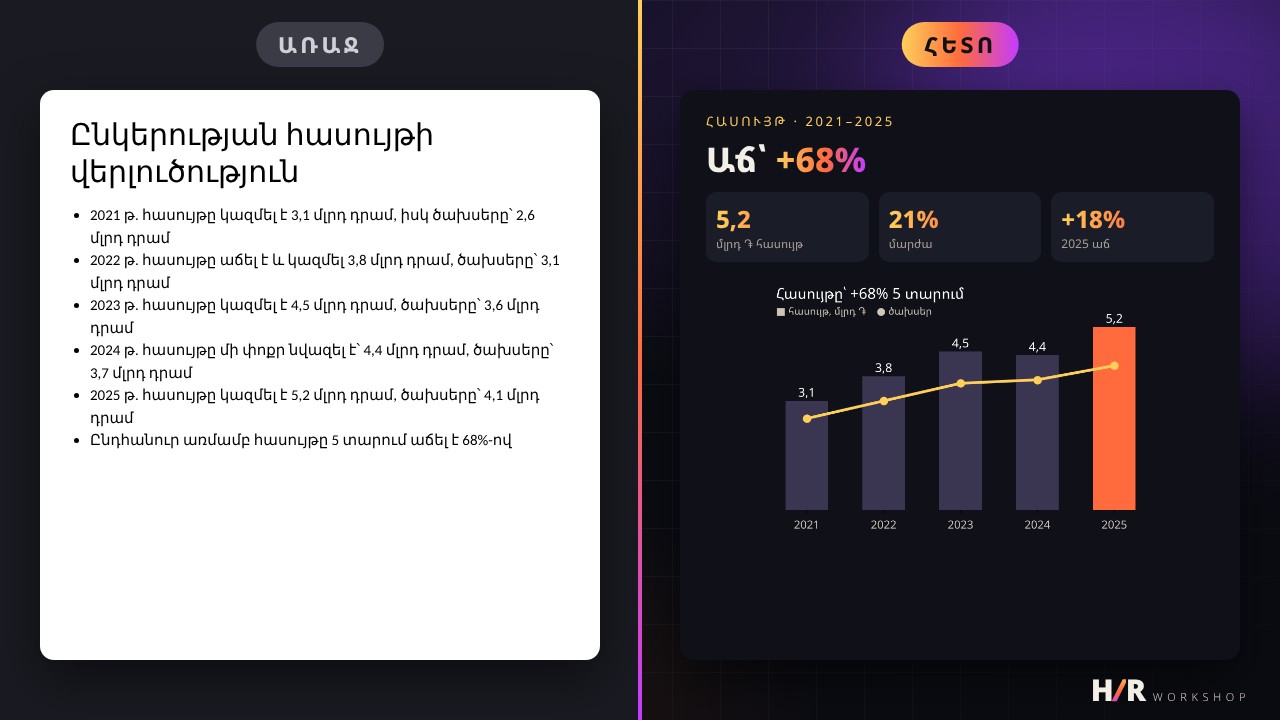 ԱՌԱՋ
Ընկերության հասույթի
վերլուծություն
• 2021 թ. հասույթը կազմել է 3,1 մլրդ դրամ, իսկ ծախսերը՝ 2,6
մլրդ դրամ
• 2022 թ. հասույթը աճել է և կազմել 3,8 մլրդ դրամ, ծախսերը՝ 3,1
մլրդ դրամ
• 2023 թ. հասույթը կազմել է 4,5 մլրդ դրամ, ծախսերը՝ 3,6 մլրդ
դրամ
• 2024 թ. հասույթը մի փոքր նվազել է՝ 4,4 մլրդ դրամ, ծախսերը՝
3,7 մլրդ դրամ
• 2025 թ. հասույթը կազմել է 5,2 մլրդ դրամ, ծախսերը՝ 4,1 մլրդ
դրամ
• Ընդհանուր առմամբ հասույթը 5 տարում աճել է 68%-ով
ՀԵՏՈ
ՀԱՍՈՒՅԹ · 2021–2025
Աճ՝ +68%
5,2
մլրդ Դ հասույթ
21%
մարժա
+18%
2025 աճ
Հասույթը՝ +68% 5 տարում
հասույթ, մլրդ Դ ծախսեր
3,1 3,8 4,5 4,4 5,2
2021 2022 2023 2024 2025
H/R WORKSHOP